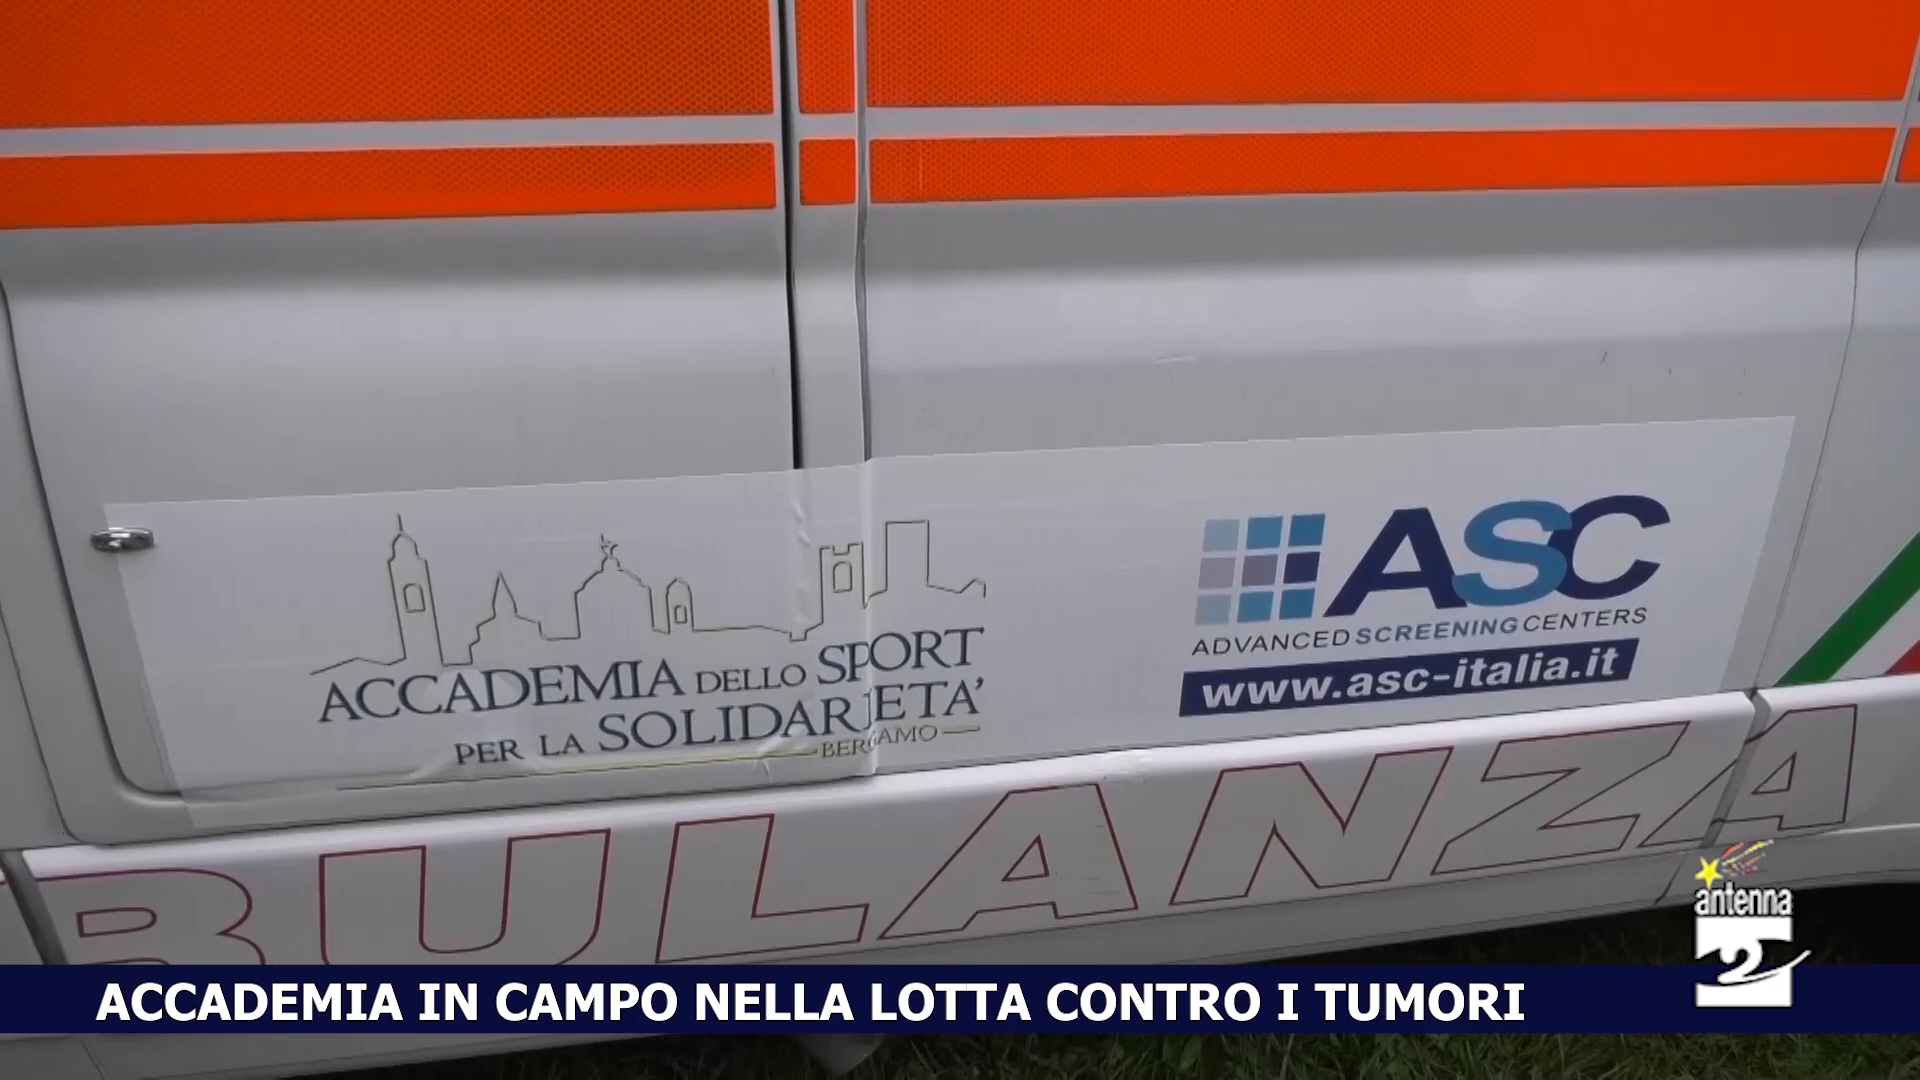 ACCADEMIA DELLO SPORT
PER LA SOLIDARIETA'
BERGAMO
ASC
ADVANCED SCREENING CENTERS
www.asc-italia.it
BULANZA
antenna
2
ACCADEMIA IN CAMPO NELLA LOTTA CONTRO I TUMORI